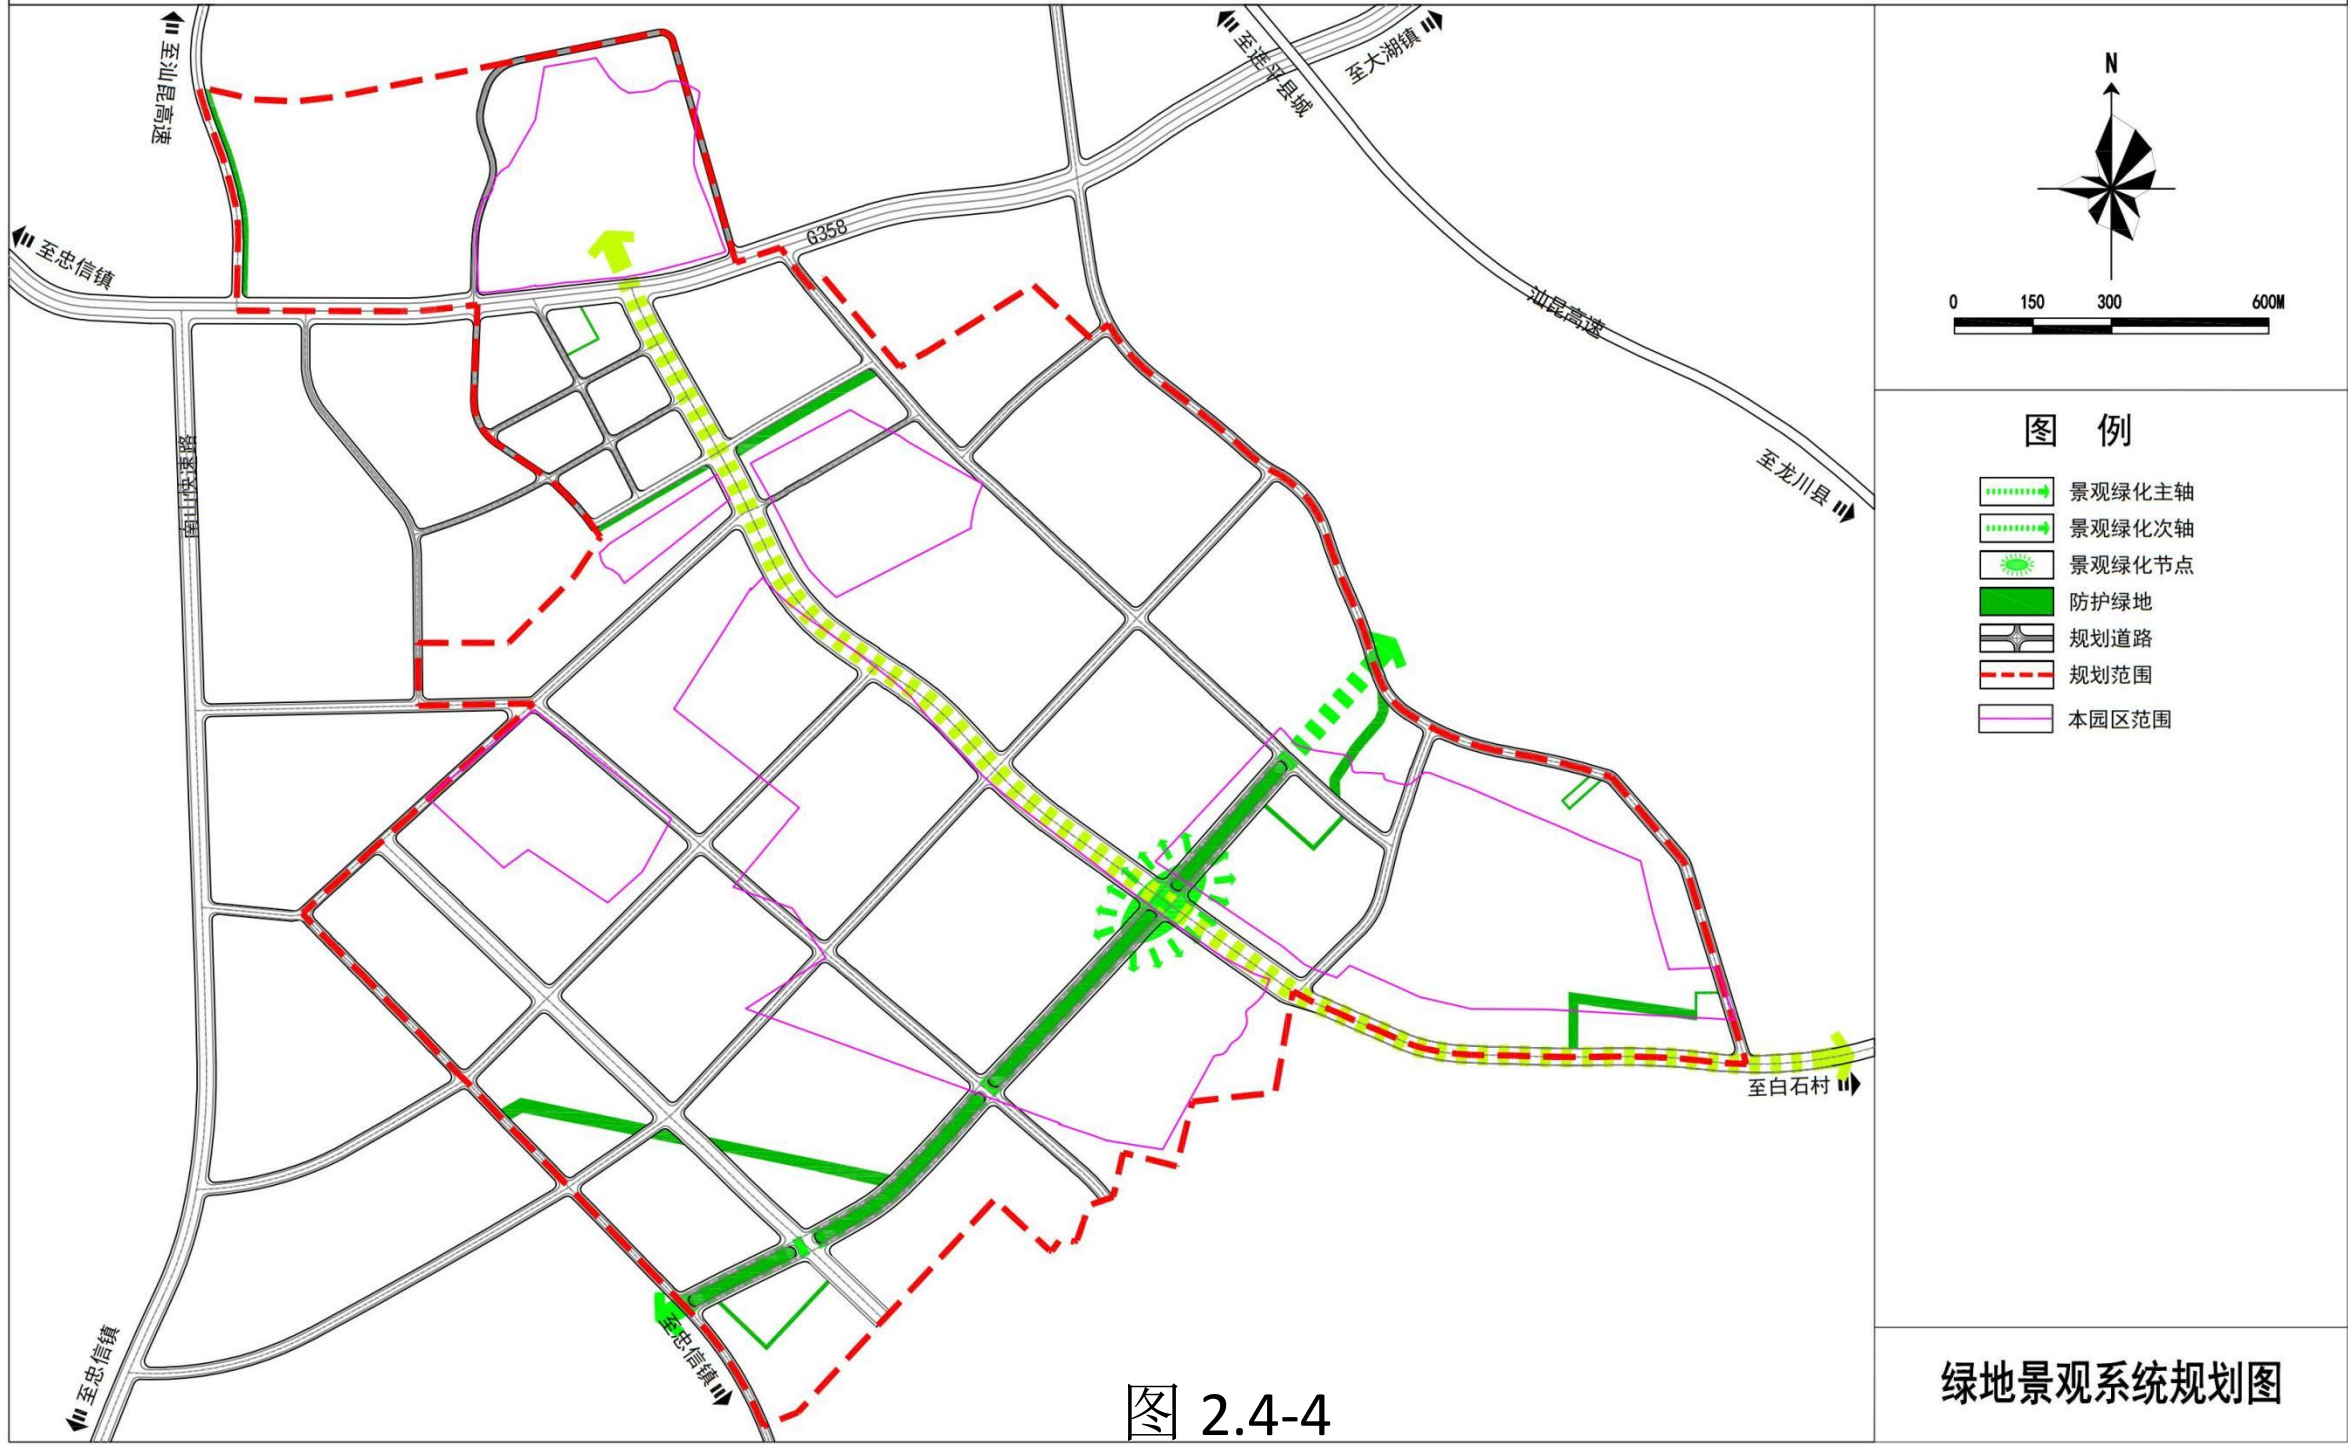 至汕昆高速
至连平县城
至大湖镇
N
至忠信镇
G358
0 150 300 600M
汕昆高速
图 例
南山快速路
至龙川县
景观绿化主轴
景观绿化次轴
景观绿化节点
防护绿地
规划道路
规划范围
本园区范围
至白石村
至忠信镇
至忠信镇
绿地景观系统规划图
图 2.4-4